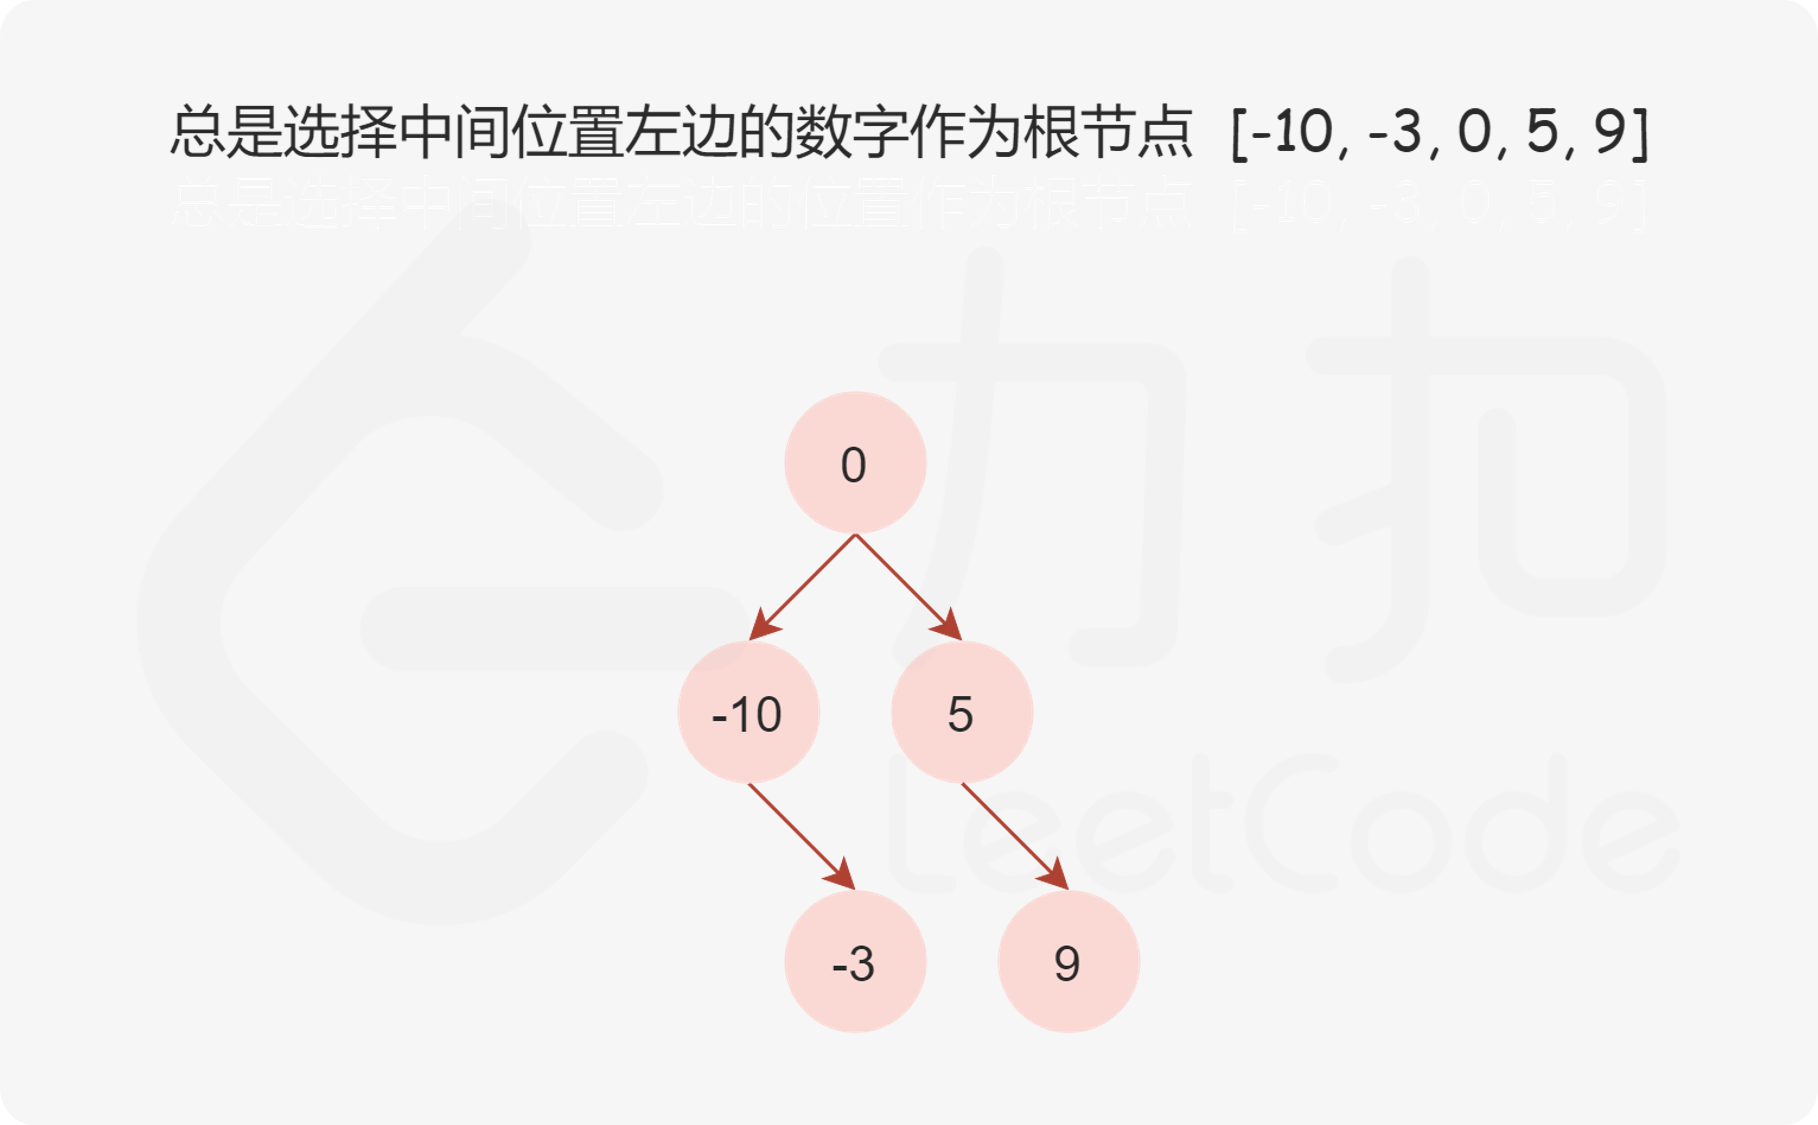 总是选择中间位置左边的数字作为根节点 [-10, -3, 0, 5, 9]
总是选择中间位置左边的位置作为根节点 [-10, -3, 0, 5, 9]
力扣
0
-10
5
LeetCode
-3
9